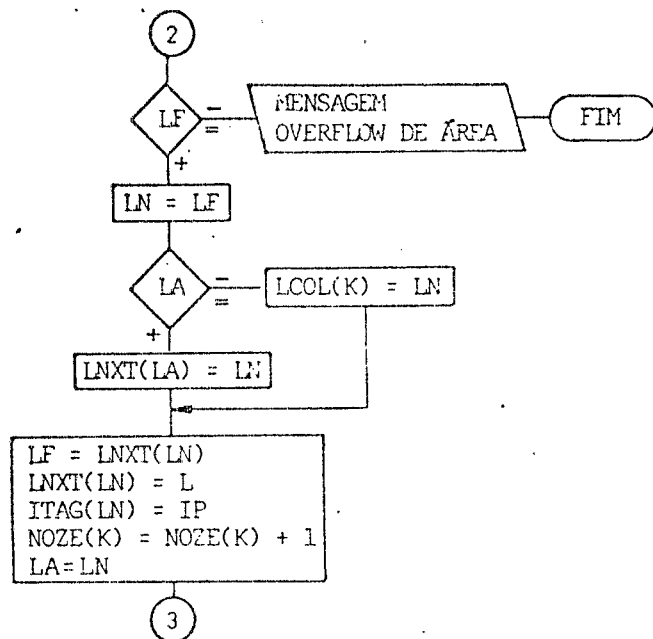 2
LF
-
=
MENSAGEM
OVERFLOW DE ÁREA
FIM
+
LN = LF
LA
-
=
LCOL(K) = LN
+
LNXT(LA) = LN
LF = LNXT(LN)
LNXT(LN) = L
ITAG(LN) = IP
NOZE(K) = NOZE(K) + 1
LA=LN
3